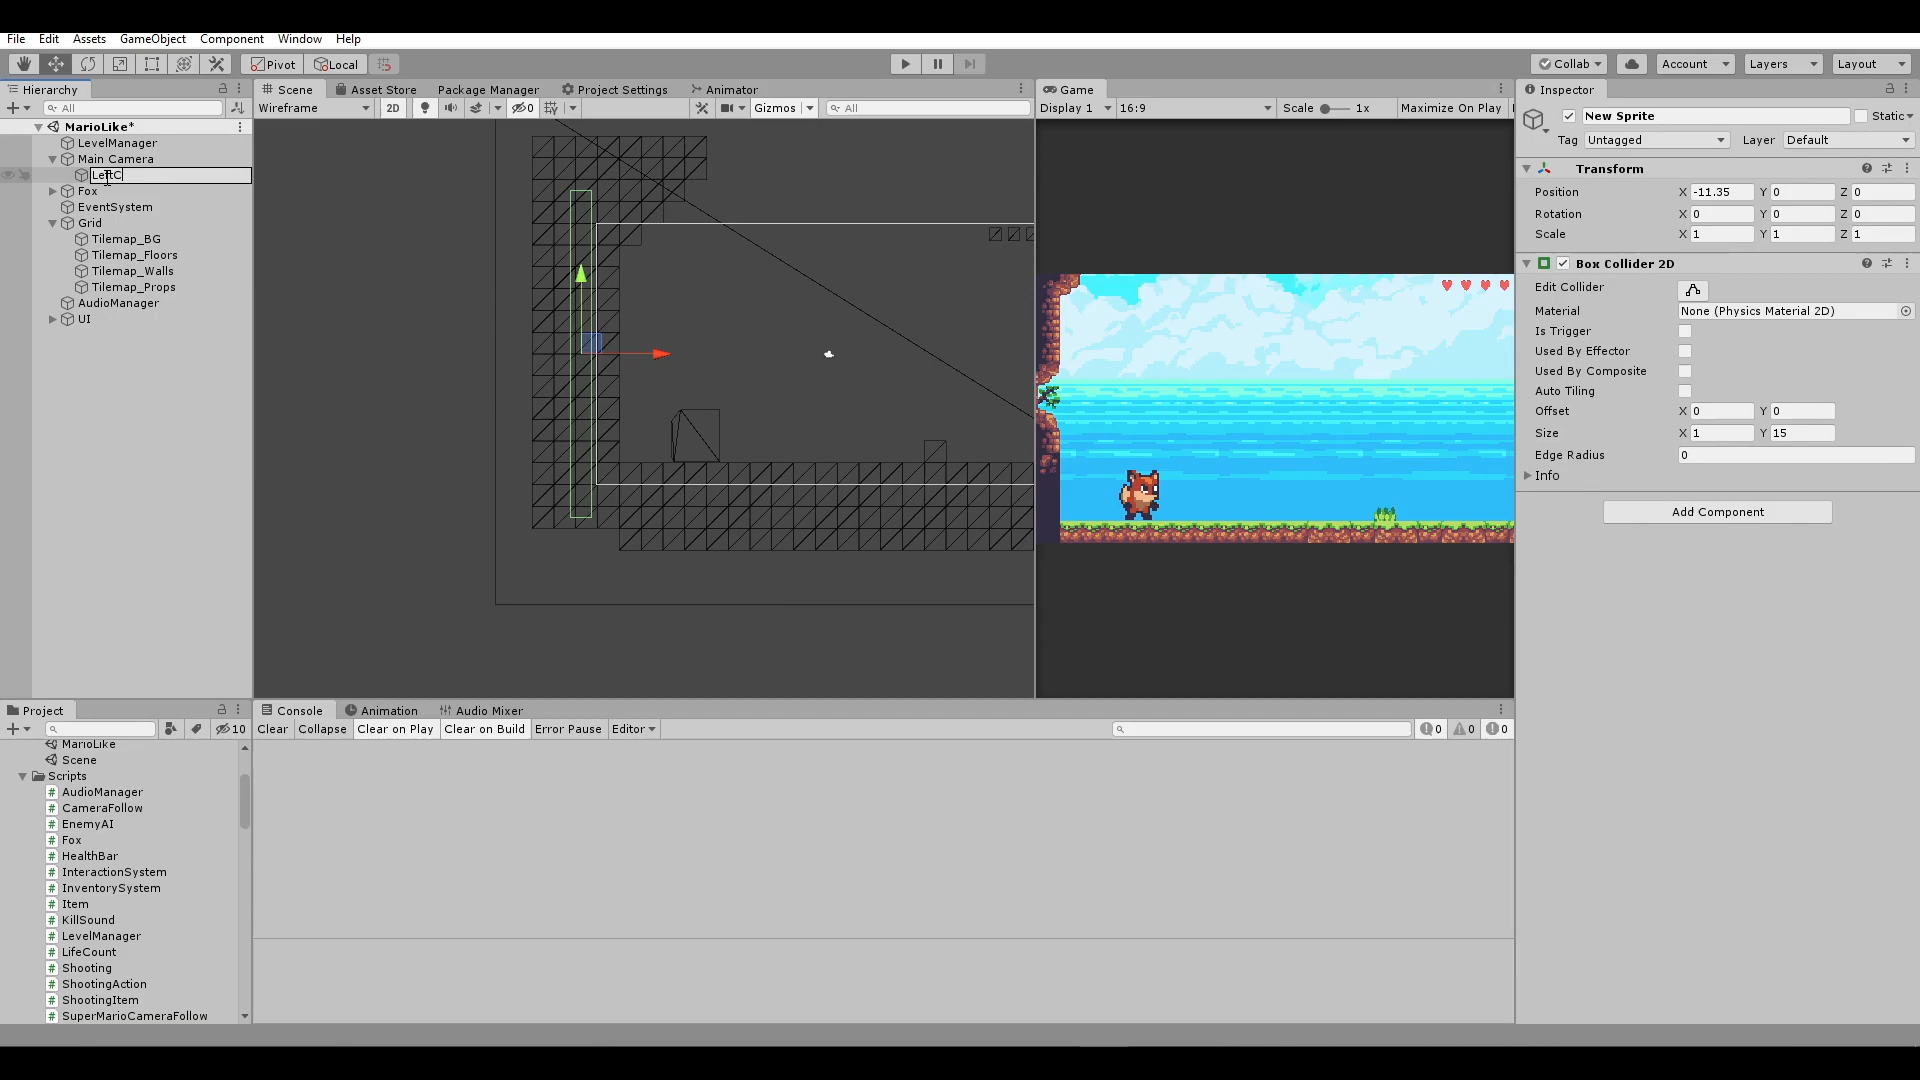 File Edit Assets GameObject Component Window Help
Pivot Local Collab Account Layers Layout
Hierarchy Scene Asset Store Package Manager Project Settings Animator Game Inspector
All Wireframe 2D 0 Gizmos All Display 1 16:9 Scale 1x Maximize On Play
New Sprite Static
Tag Untagged Layer Default
MarioLike*
LevelManager
Main Camera
LeftC
Fox
EventSystem
Grid
Tilemap_BG
Tilemap_Floors
Tilemap_Walls
Tilemap_Props
AudioManager
UI
Transform
Position X -11.35 Y 0 Z 0
Rotation X 0 Y 0 Z 0
Scale X 1 Y 1 Z 1
Box Collider 2D
Edit Collider
Material None (Physics Material 2D)
Is Trigger
Used By Effector
Used By Composite
Auto Tiling
Offset X 0 Y 0
Size X 1 Y 15
Edge Radius 0
Info
Add Component
Project Console Animation Audio Mixer
10 Clear Collapse Clear on Play Clear on Build Error Pause Editor 0 0 0
MarioLike
Scene
Scripts
# AudioManager
# CameraFollow
# EnemyAI
# Fox
# HealthBar
# InteractionSystem
# InventorySystem
# Item
# KillSound
# LevelManager
# LifeCount
# Shooting
# ShootingAction
# ShootingItem
# SuperMarioCameraFollow